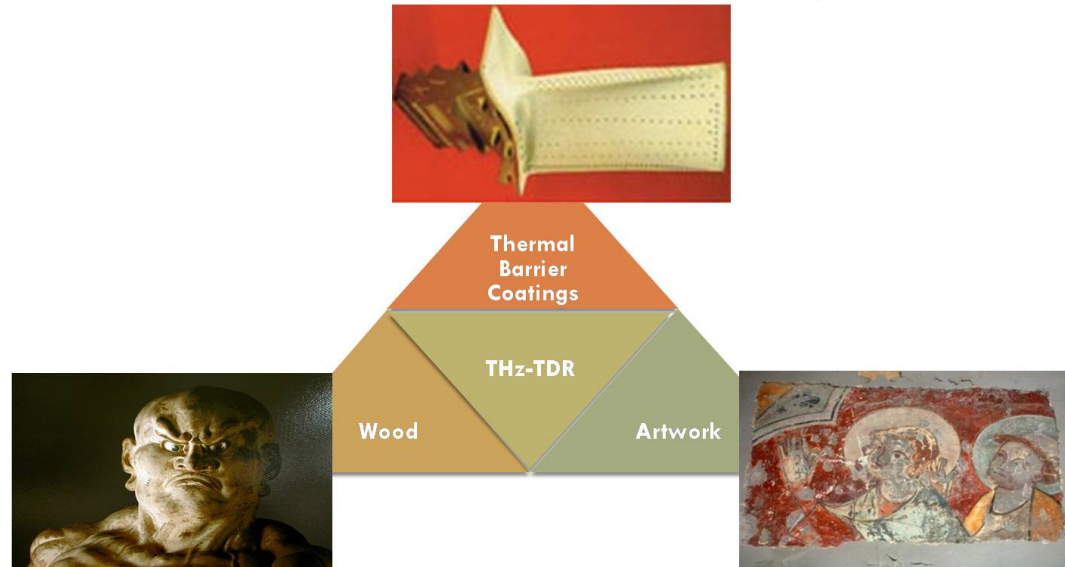 Thermal
Barrier
Coatings
THz-TDR
Wood
Artwork